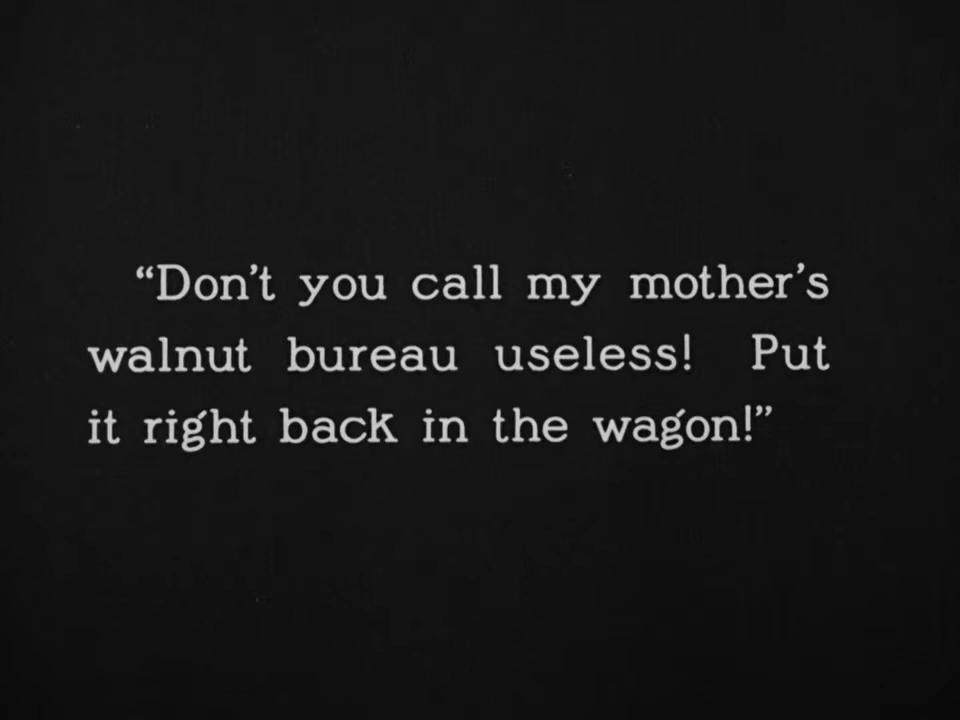 “Don’t you call my mother’s
walnut bureau useless! Put
it right back in the wagon!”